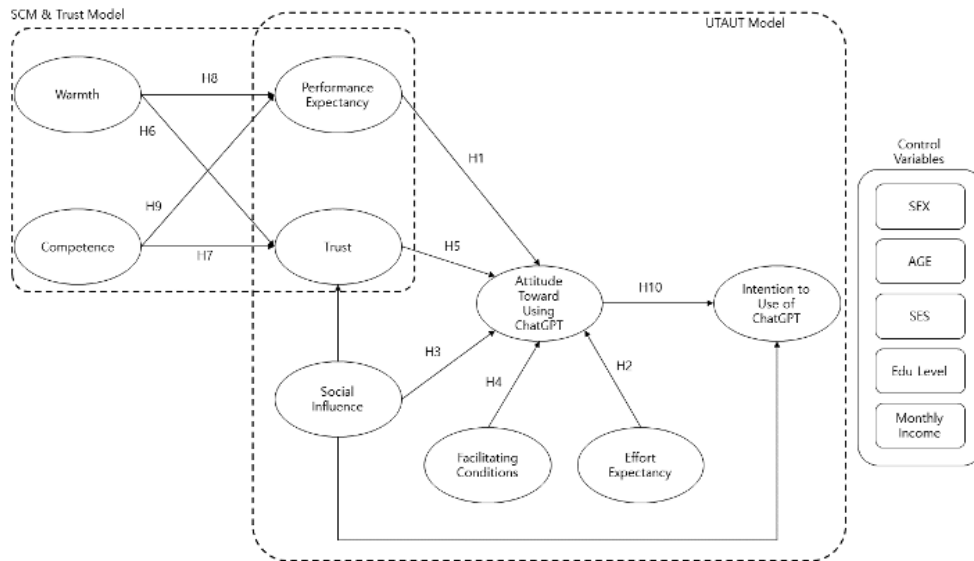 SCM & Trust Model
UTAUT Model
Warmth
H8
Performance
Expectancy
H6
H1
Control
Variables
SEX
H9
Competence
H7
Trust
H5
AGE
Attitude
Toward
Using
ChatGPT
H10
Intention to
Use of
ChatGPT
SES
H3
H4
H2
Social
Influence
Edu Level
Monthly
Income
Facilitating
Conditions
Effort
Expectancy